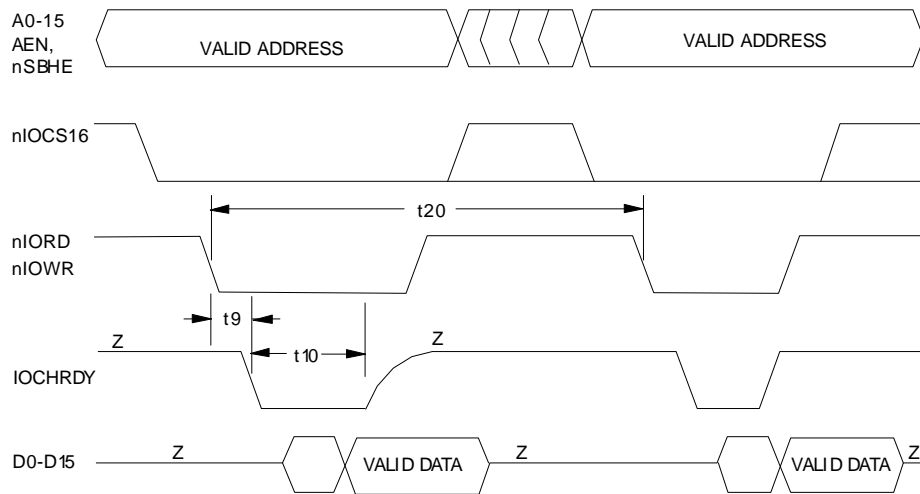 A0-15
AEN,
nSBHE
VALID ADDRESS
VALID ADDRESS
nIOCS16
t20
nIORD
nIOWR
t9
Z
t10
Z
IOCHRDY
D0-D15
Z
VALID DATA
Z
VALID DATA
Z